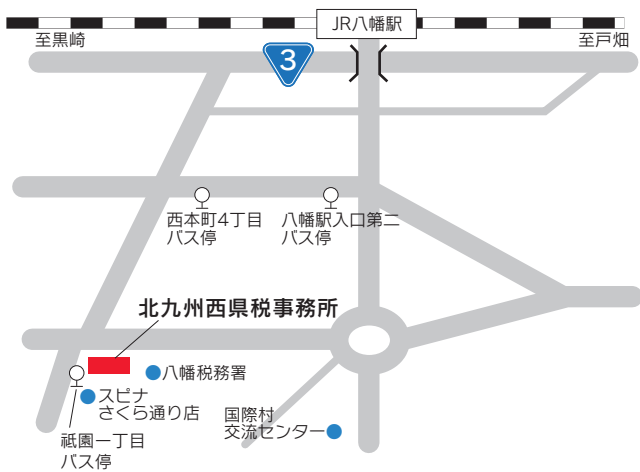 JR八幡駅
至黒崎
至戸畑
3
西本町4丁目
バス停
八幡駅入口第二
バス停
北九州西県税事務所
八幡税務署
スピナ
さくら通り店
国際村
交流センター
祇園一丁目
バス停